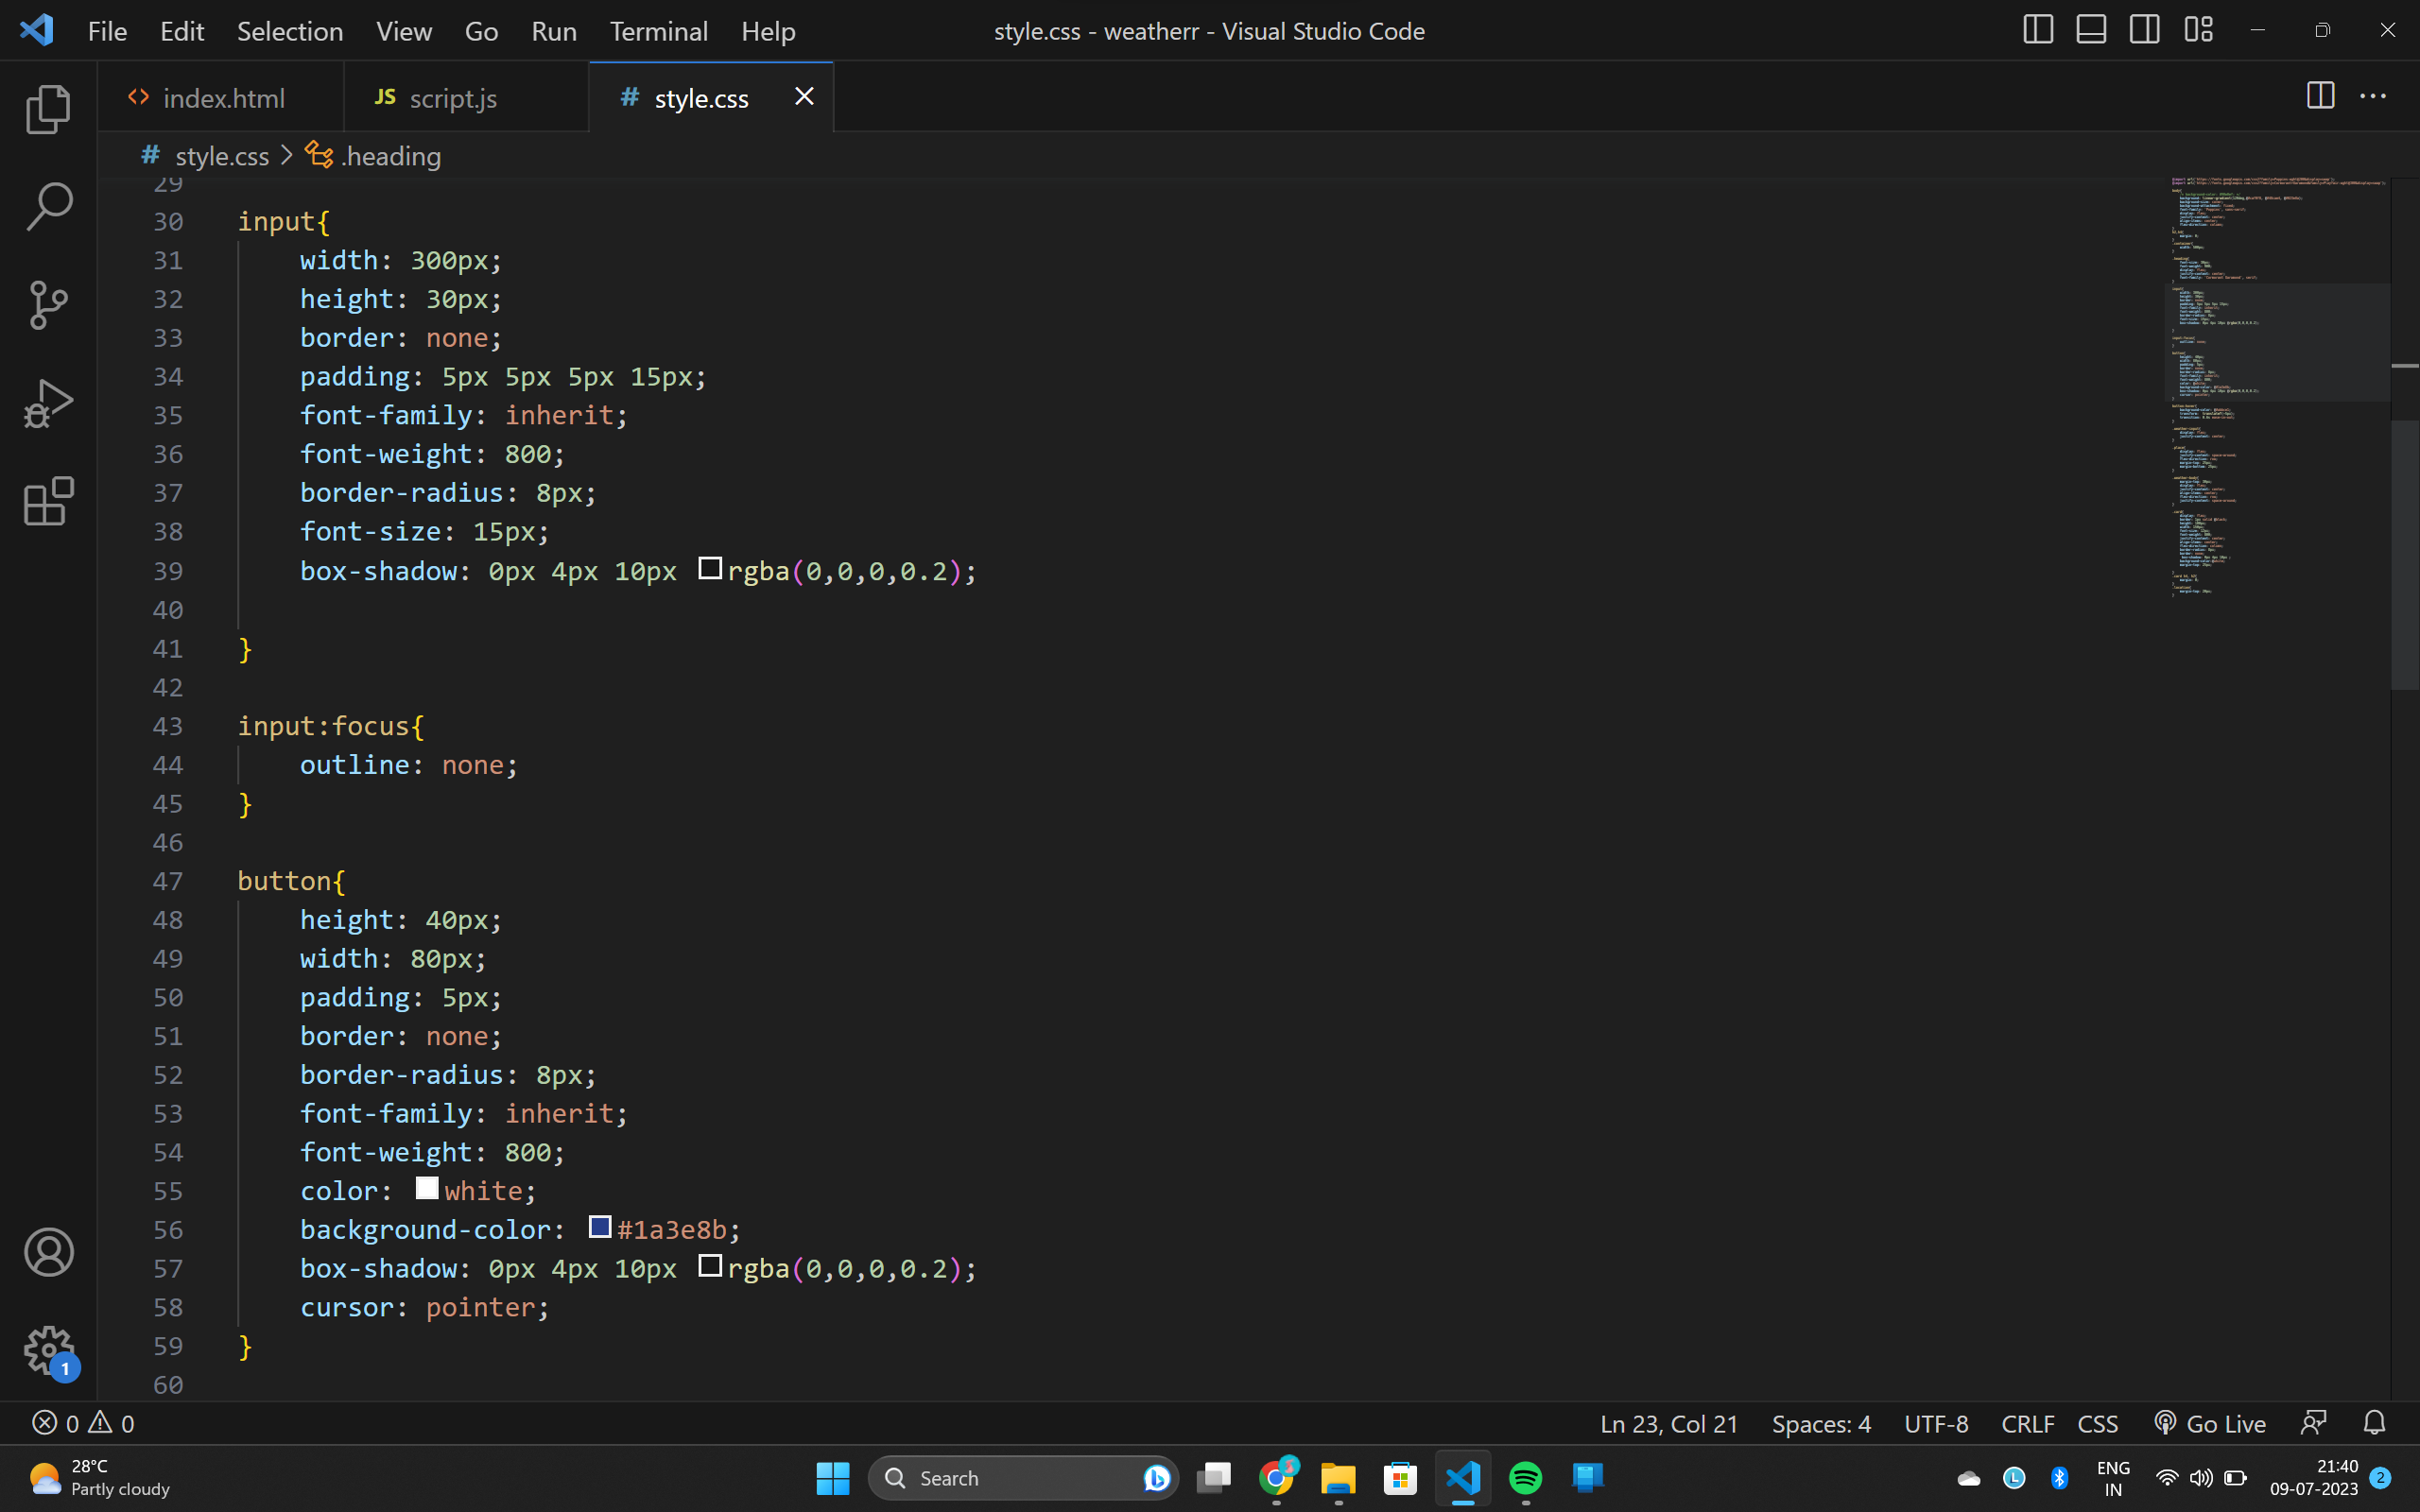 File Edit Selection View Go Run Terminal Help style.css - weatherr - Visual Studio Code
index.html JS script.js # style.css
# style.css > .heading
29
30 input{
31 width: 300px;
32 height: 30px;
33 border: none;
34 padding: 5px 5px 5px 15px;
35 font-family: inherit;
36 font-weight: 800;
37 border-radius: 8px;
38 font-size: 15px;
39 box-shadow: 0px 4px 10px rgba(0,0,0,0.2);
40
41 }
42
43 input:focus{
44 outline: none;
45 }
46
47 button{
48 height: 40px;
49 width: 80px;
50 padding: 5px;
51 border: none;
52 border-radius: 8px;
53 font-family: inherit;
54 font-weight: 800;
55 color: white;
56 background-color: #1a3e8b;
57 box-shadow: 0px 4px 10px rgba(0,0,0,0.2);
58 cursor: pointer;
59 }
60
1
0 0 Ln 23, Col 21 Spaces: 4 UTF-8 CRLF CSS Go Live
28°C
Partly cloudy
Search
L
ENG
IN
21:40
09-07-2023
2